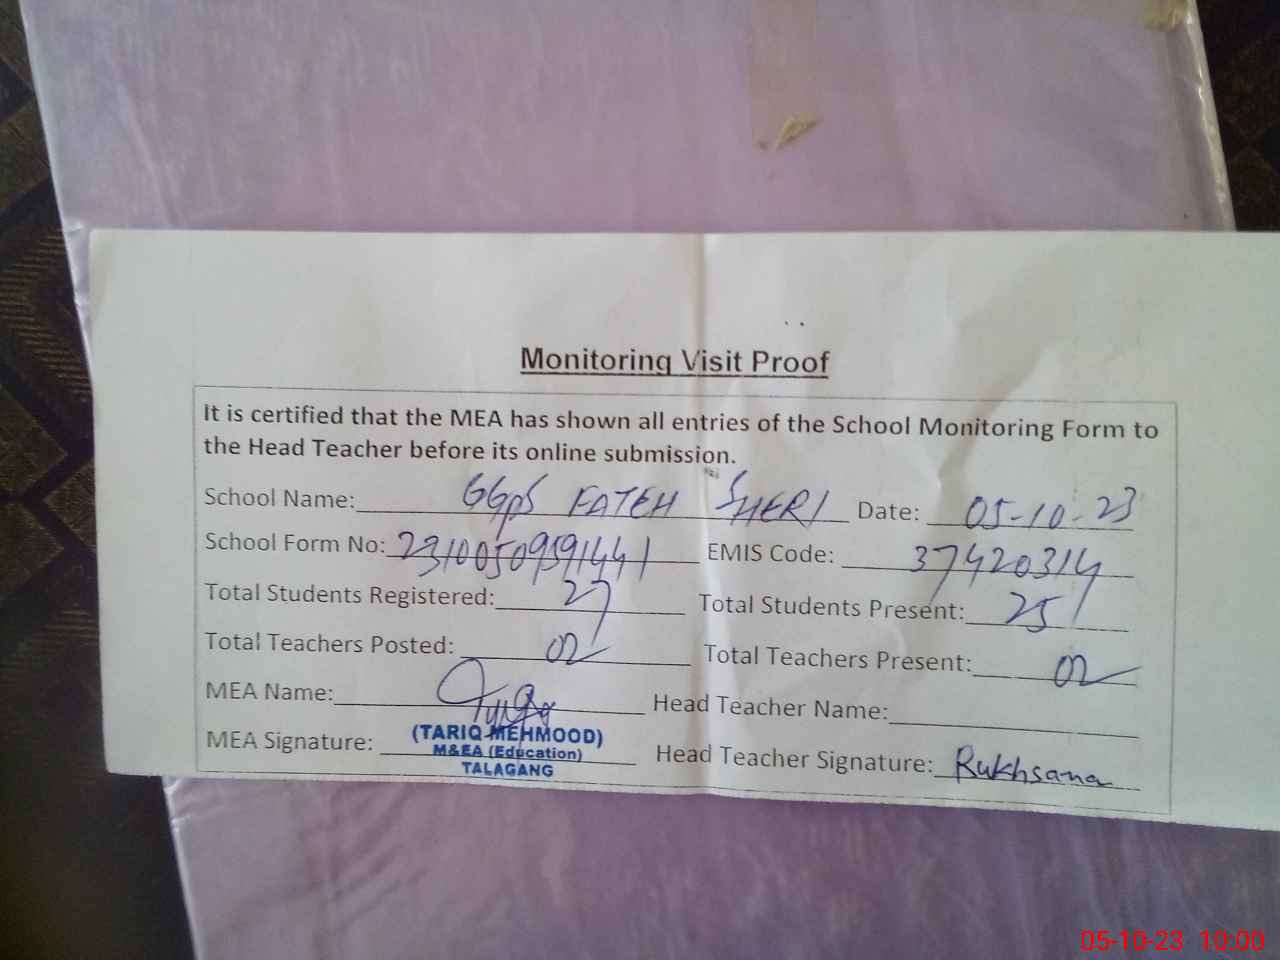 Monitoring Visit Proof
It is certified that the MEA has shown all entries of the School Monitoring Form to
the Head Teacher before its online submission.
School Name: GGPS FATEH SHERI Date: 05-10-23
School Form No: 23100509591441 EMIS Code: 37420314
Total Students Registered: 27 Total Students Present: 25
Total Teachers Posted: 02 Total Teachers Present: 02
MEA Name: Head Teacher Name:
MEA Signature: (TARIQ MEHMOOD) Head Teacher Signature: Rukhsana
M&EA (Education)
TALAGANG
05-10-23 10:00